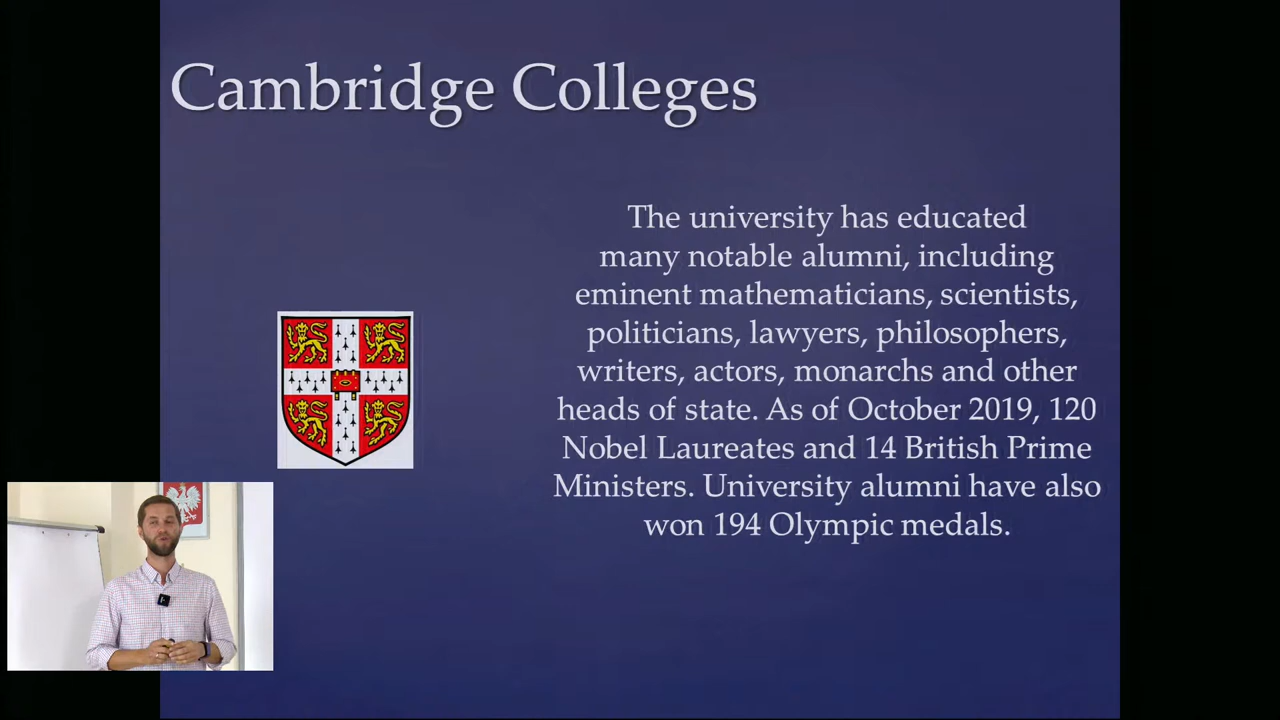 Cambridge Colleges
The university has educated
many notable alumni, including
eminent mathematicians, scientists,
politicians, lawyers, philosophers,
writers, actors, monarchs and other
heads of state. As of October 2019, 120
Nobel Laureates and 14 British Prime
Ministers. University alumni have also
won 194 Olympic medals.